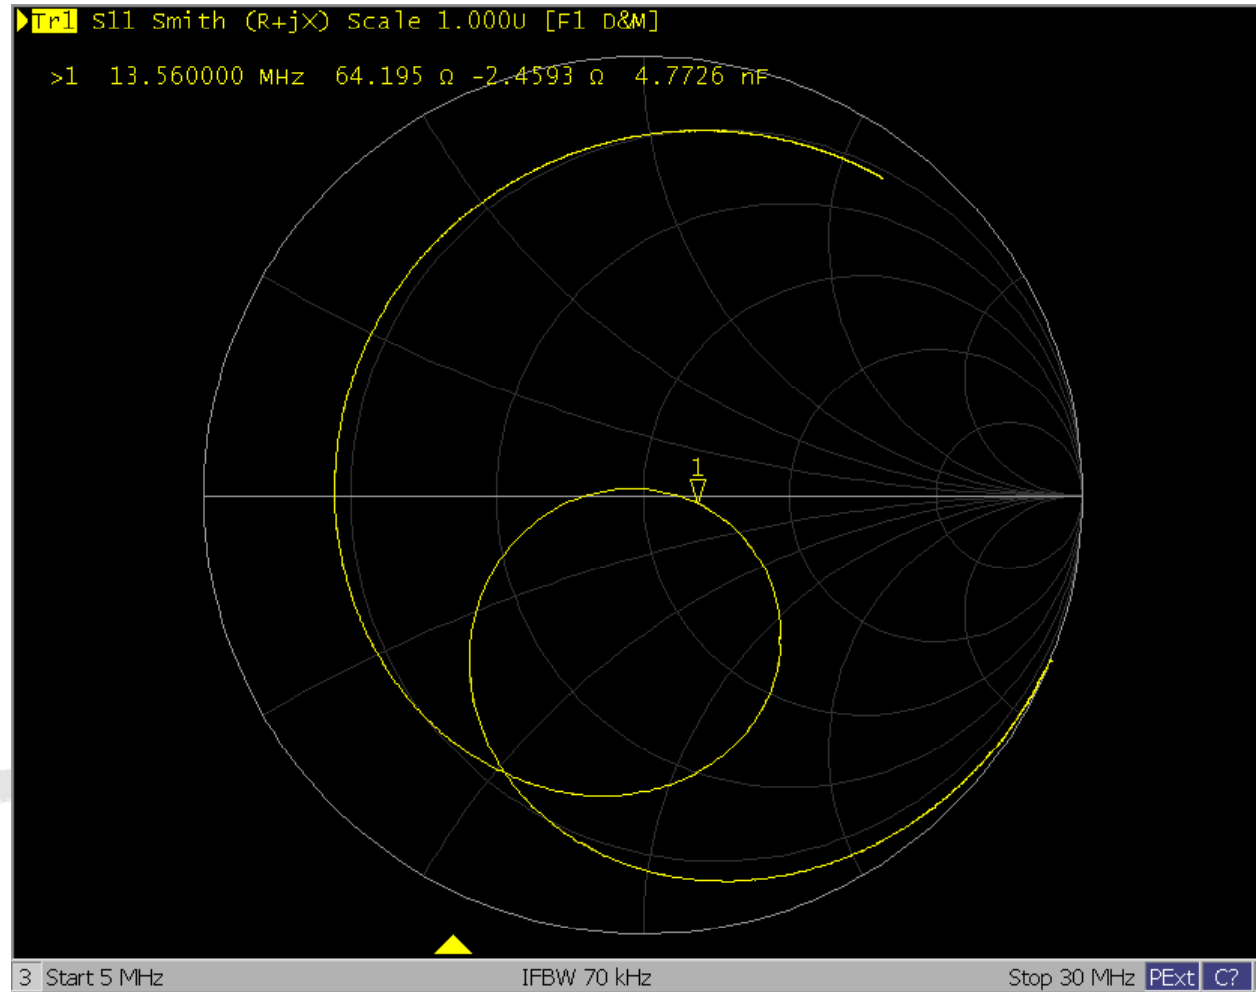 Tr1 S11 Smith (R+jX) Scale 1.000U [F1 D&M]
>1 13.560000 MHz 64.195 Ω -2.4593 Ω 4.7726 nF
1
3 Start 5 MHz IFBW 70 kHz Stop 30 MHz PExt C?